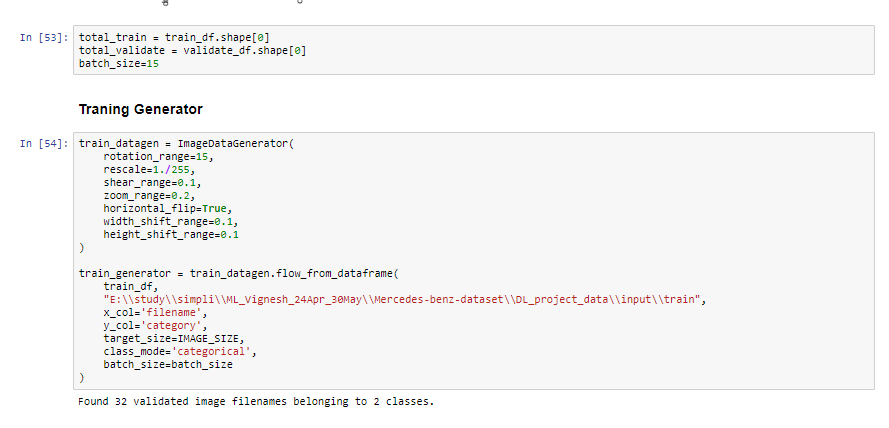 In [53]: total_train = train_df.shape[0]
total_validate = validate_df.shape[0]
batch_size=15
Traning Generator
In [54]: train_datagen = ImageDataGenerator(
    rotation_range=15,
    rescale=1./255,
    shear_range=0.1,
    zoom_range=0.2,
    horizontal_flip=True,
    width_shift_range=0.1,
    height_shift_range=0.1
)
train_generator = train_datagen.flow_from_dataframe(
    train_df,
    "E:\\study\\simpli\\ML_Vignesh_24Apr_30May\\Mercedes-benz-dataset\\DL_project_data\\input\\train",
    x_col='filename',
    y_col='category',
    target_size=IMAGE_SIZE,
    class_mode='categorical',
    batch_size=batch_size
)
Found 32 validated image filenames belonging to 2 classes.